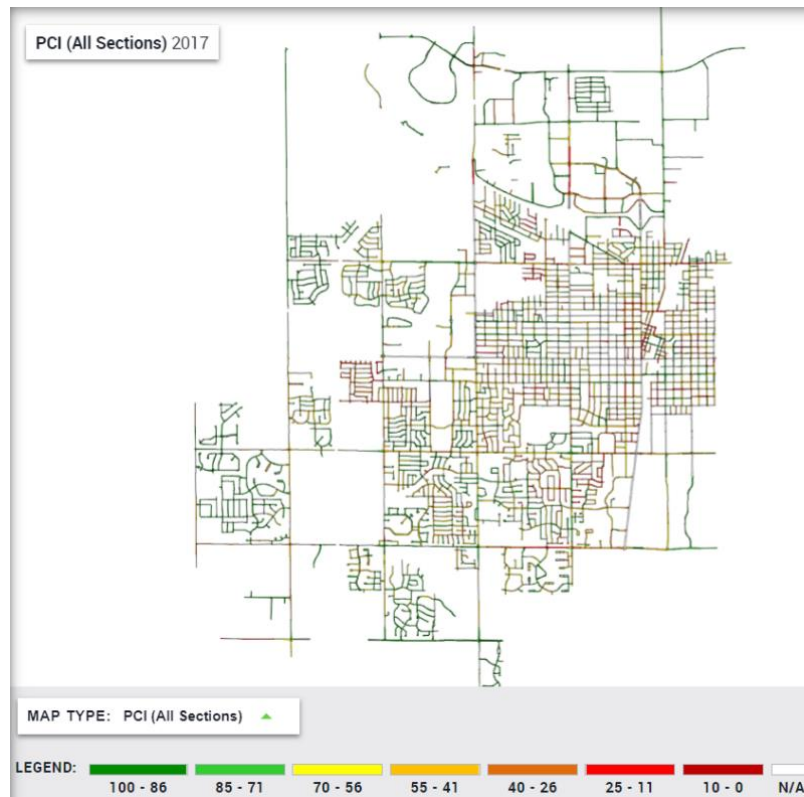 PCI (All Sections) 2017
MAP TYPE: PCI (All Sections)
LEGEND:
100 - 86 85 - 71 70 - 56 55 - 41 40 - 26 25 - 11 10 - 0 N/A